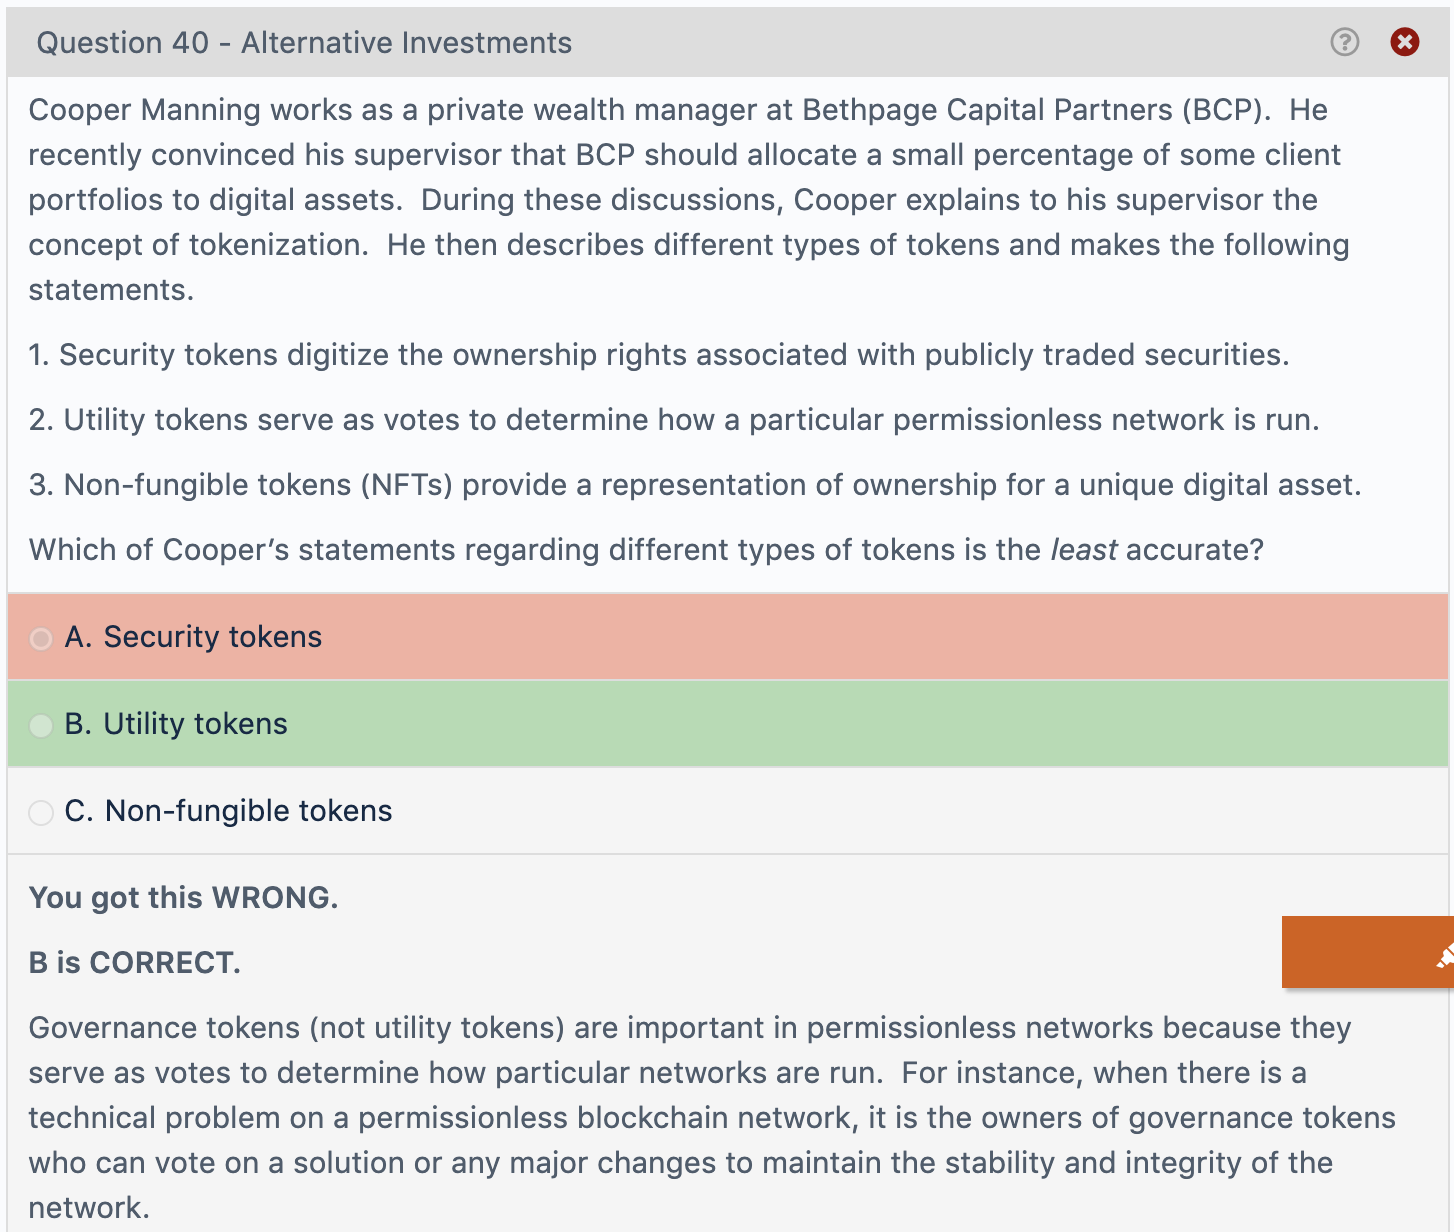 Question 40 - Alternative Investments
Cooper Manning works as a private wealth manager at Bethpage Capital Partners (BCP).  He
recently convinced his supervisor that BCP should allocate a small percentage of some client
portfolios to digital assets.  During these discussions, Cooper explains to his supervisor the
concept of tokenization.  He then describes different types of tokens and makes the following
statements.
1. Security tokens digitize the ownership rights associated with publicly traded securities.
2. Utility tokens serve as votes to determine how a particular permissionless network is run.
3. Non-fungible tokens (NFTs) provide a representation of ownership for a unique digital asset.
Which of Cooper’s statements regarding different types of tokens is the least accurate?
A. Security tokens
B. Utility tokens
C. Non-fungible tokens
You got this WRONG.
B is CORRECT.
Governance tokens (not utility tokens) are important in permissionless networks because they
serve as votes to determine how particular networks are run.  For instance, when there is a
technical problem on a permissionless blockchain network, it is the owners of governance tokens
who can vote on a solution or any major changes to maintain the stability and integrity of the
network.